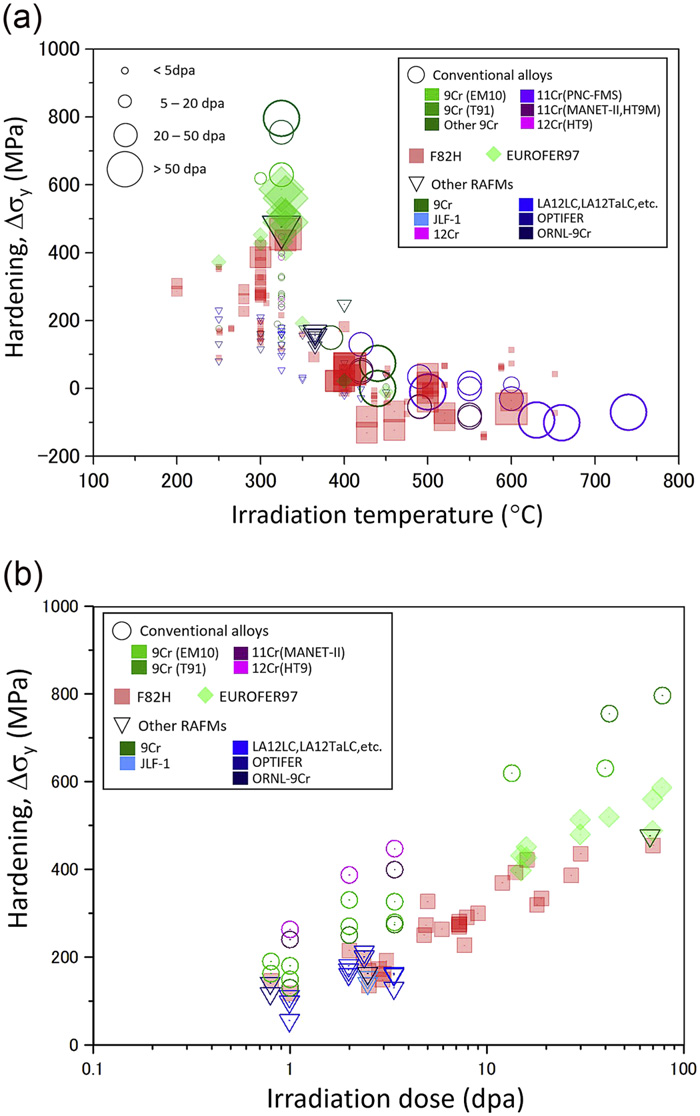 (a)
Hardening, Δσy (MPa)
1000
800
600
400
200
0
−200
< 5dpa
5 – 20 dpa
20 – 50 dpa
> 50 dpa
Conventional alloys
9Cr (EM10) 11Cr(PNC-FMS)
9Cr (T91) 11Cr(MANET-II,HT9M)
Other 9Cr 12Cr(HT9)
F82H EUROFER97
Other RAFMs
9Cr LA12LC,LA12TaLC,etc.
JLF-1 OPTIFER
12Cr ORNL-9Cr
100 200 300 400 500 600 700 800
Irradiation temperature (°C)
(b)
Hardening, Δσy (MPa)
1000
800
600
400
200
0
Conventional alloys
9Cr (EM10) 11Cr(MANET-II)
9Cr (T91) 12Cr(HT9)
F82H EUROFER97
Other RAFMs
9Cr LA12LC,LA12TaLC,etc.
JLF-1 OPTIFER
ORNL-9Cr
0.1 1 10 100
Irradiation dose (dpa)